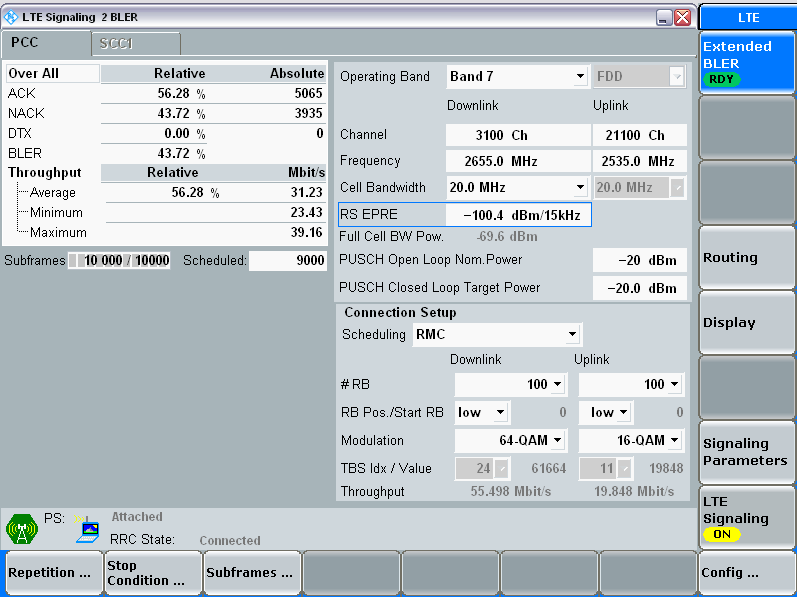 LTE Signaling 2 BLER
LTE
PCC
SCC1
Extended
BLER
RDY
Over All Relative Absolute
ACK 56.28 % 5065
NACK 43.72 % 3935
DTX 0.00 % 0
BLER 43.72 %
Throughput Relative Mbit/s
Average 56.28 % 31.23
Minimum 23.43
Maximum 39.16
Subframes 10 000 / 10000 Scheduled: 9000
Operating Band Band 7 FDD
Downlink Uplink
Channel 3100 Ch 21100 Ch
Frequency 2655.0 MHz 2535.0 MHz
Cell Bandwidth 20.0 MHz 20.0 MHz
RS EPRE -100.4 dBm/15kHz
Full Cell BW Pow. -69.6 dBm
PUSCH Open Loop Nom.Power -20 dBm
PUSCH Closed Loop Target Power -20.0 dBm
Connection Setup
Scheduling RMC
Downlink Uplink
# RB 100 100
RB Pos./Start RB low 0 low 0
Modulation 64-QAM 16-QAM
TBS Idx / Value 24 61664 11 19848
Throughput 55.498 Mbit/s 19.848 Mbit/s
Routing
Display
Signaling
Parameters
LTE
Signaling
ON
PS: Attached
RRC State: Connected
Repetition ...
Stop
Condition ...
Subframes ...
Config ...